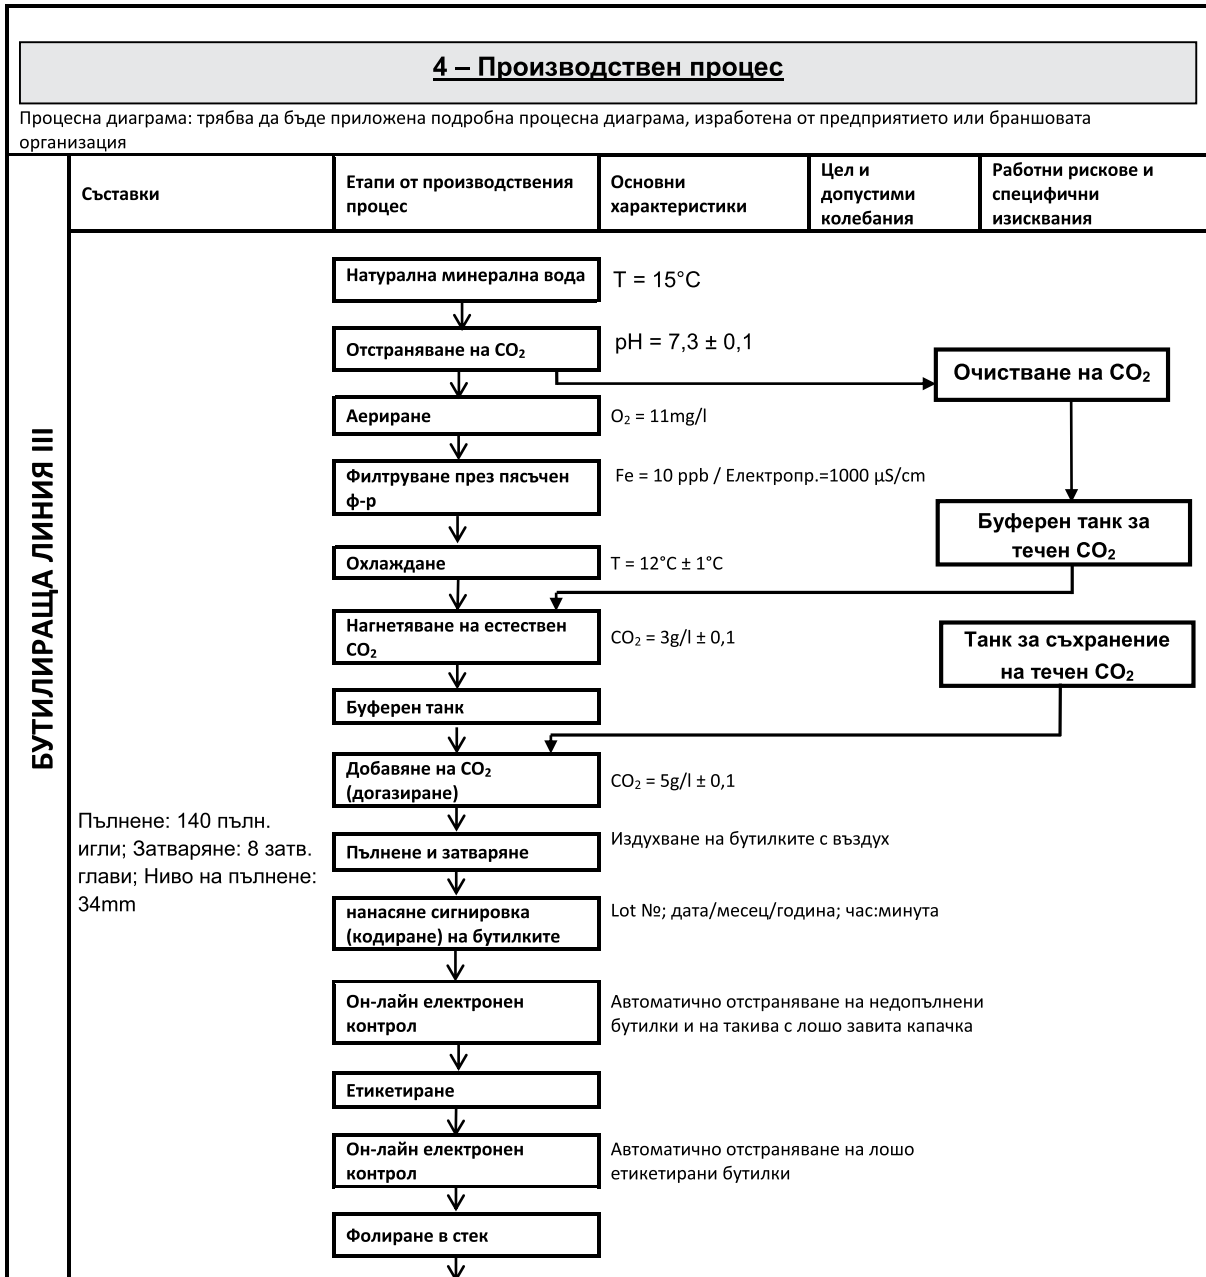 4 – Производствен процес
Процесна диаграма: трябва да бъде приложена подробна процесна диаграма, изработена от предприятието или браншовата
организация
БУТИЛИРАЩА ЛИНИЯ III
Съставки
Етапи от производствения
процес
Основни
характеристики
Цел и
допустими
колебания
Работни рискове и
специфични
изисквания
Натурална минерална вода
T = 15°C
Отстраняване на CO₂
pH = 7,3 ± 0,1
Очистване на CO₂
Аериране
O₂ = 11mg/l
Филтруване през пясъчен
ф-р
Fe = 10 ppb / Електропр.=1000 µS/cm
Буферен танк за
течен CO₂
Охлаждане
T = 12°C ± 1°C
Нагнетяване на естествен
CO₂
CO₂ = 3g/l ± 0,1
Танк за съхранение
на течен CO₂
Буферен танк
Добавяне на CO₂
(догазиране)
CO₂ = 5g/l ± 0,1
Пълнене: 140 пълн.
игли; Затваряне: 8 затв.
глави; Ниво на пълнене:
34mm
Пълнене и затваряне
Издухване на бутилките с въздух
нанасяне сигнировка
(кодиране) на бутилките
Lot №; дата/месец/година; час:минута
Он-лайн електронен
контрол
Автоматично отстраняване на недопълнени
бутилки и на такива с лошо завита капачка
Етикетиране
Он-лайн електронен
контрол
Автоматично отстраняване на лошо
етикетирани бутилки
Фолиране в стек